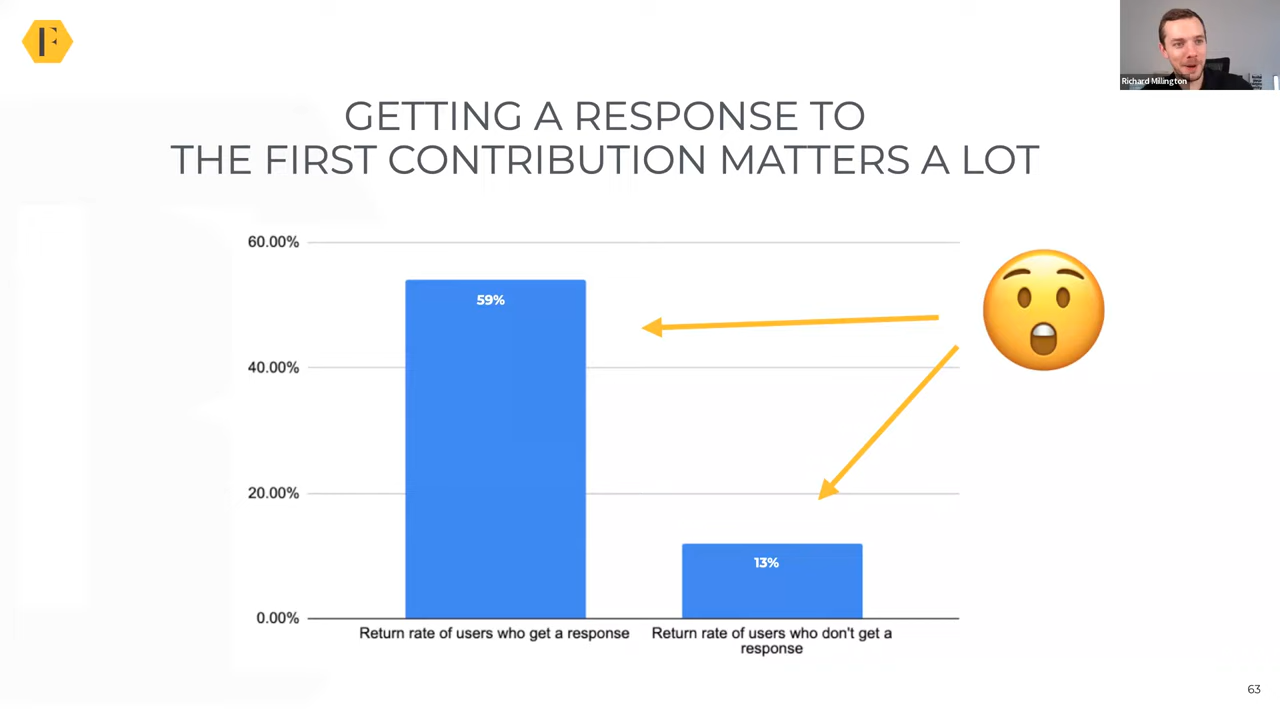 F
Richard Millington
GETTING A RESPONSE TO
THE FIRST CONTRIBUTION MATTERS A LOT
60.00%
59%
40.00%
20.00%
13%
0.00%
Return rate of users who get a response
Return rate of users who don't get a
response
63